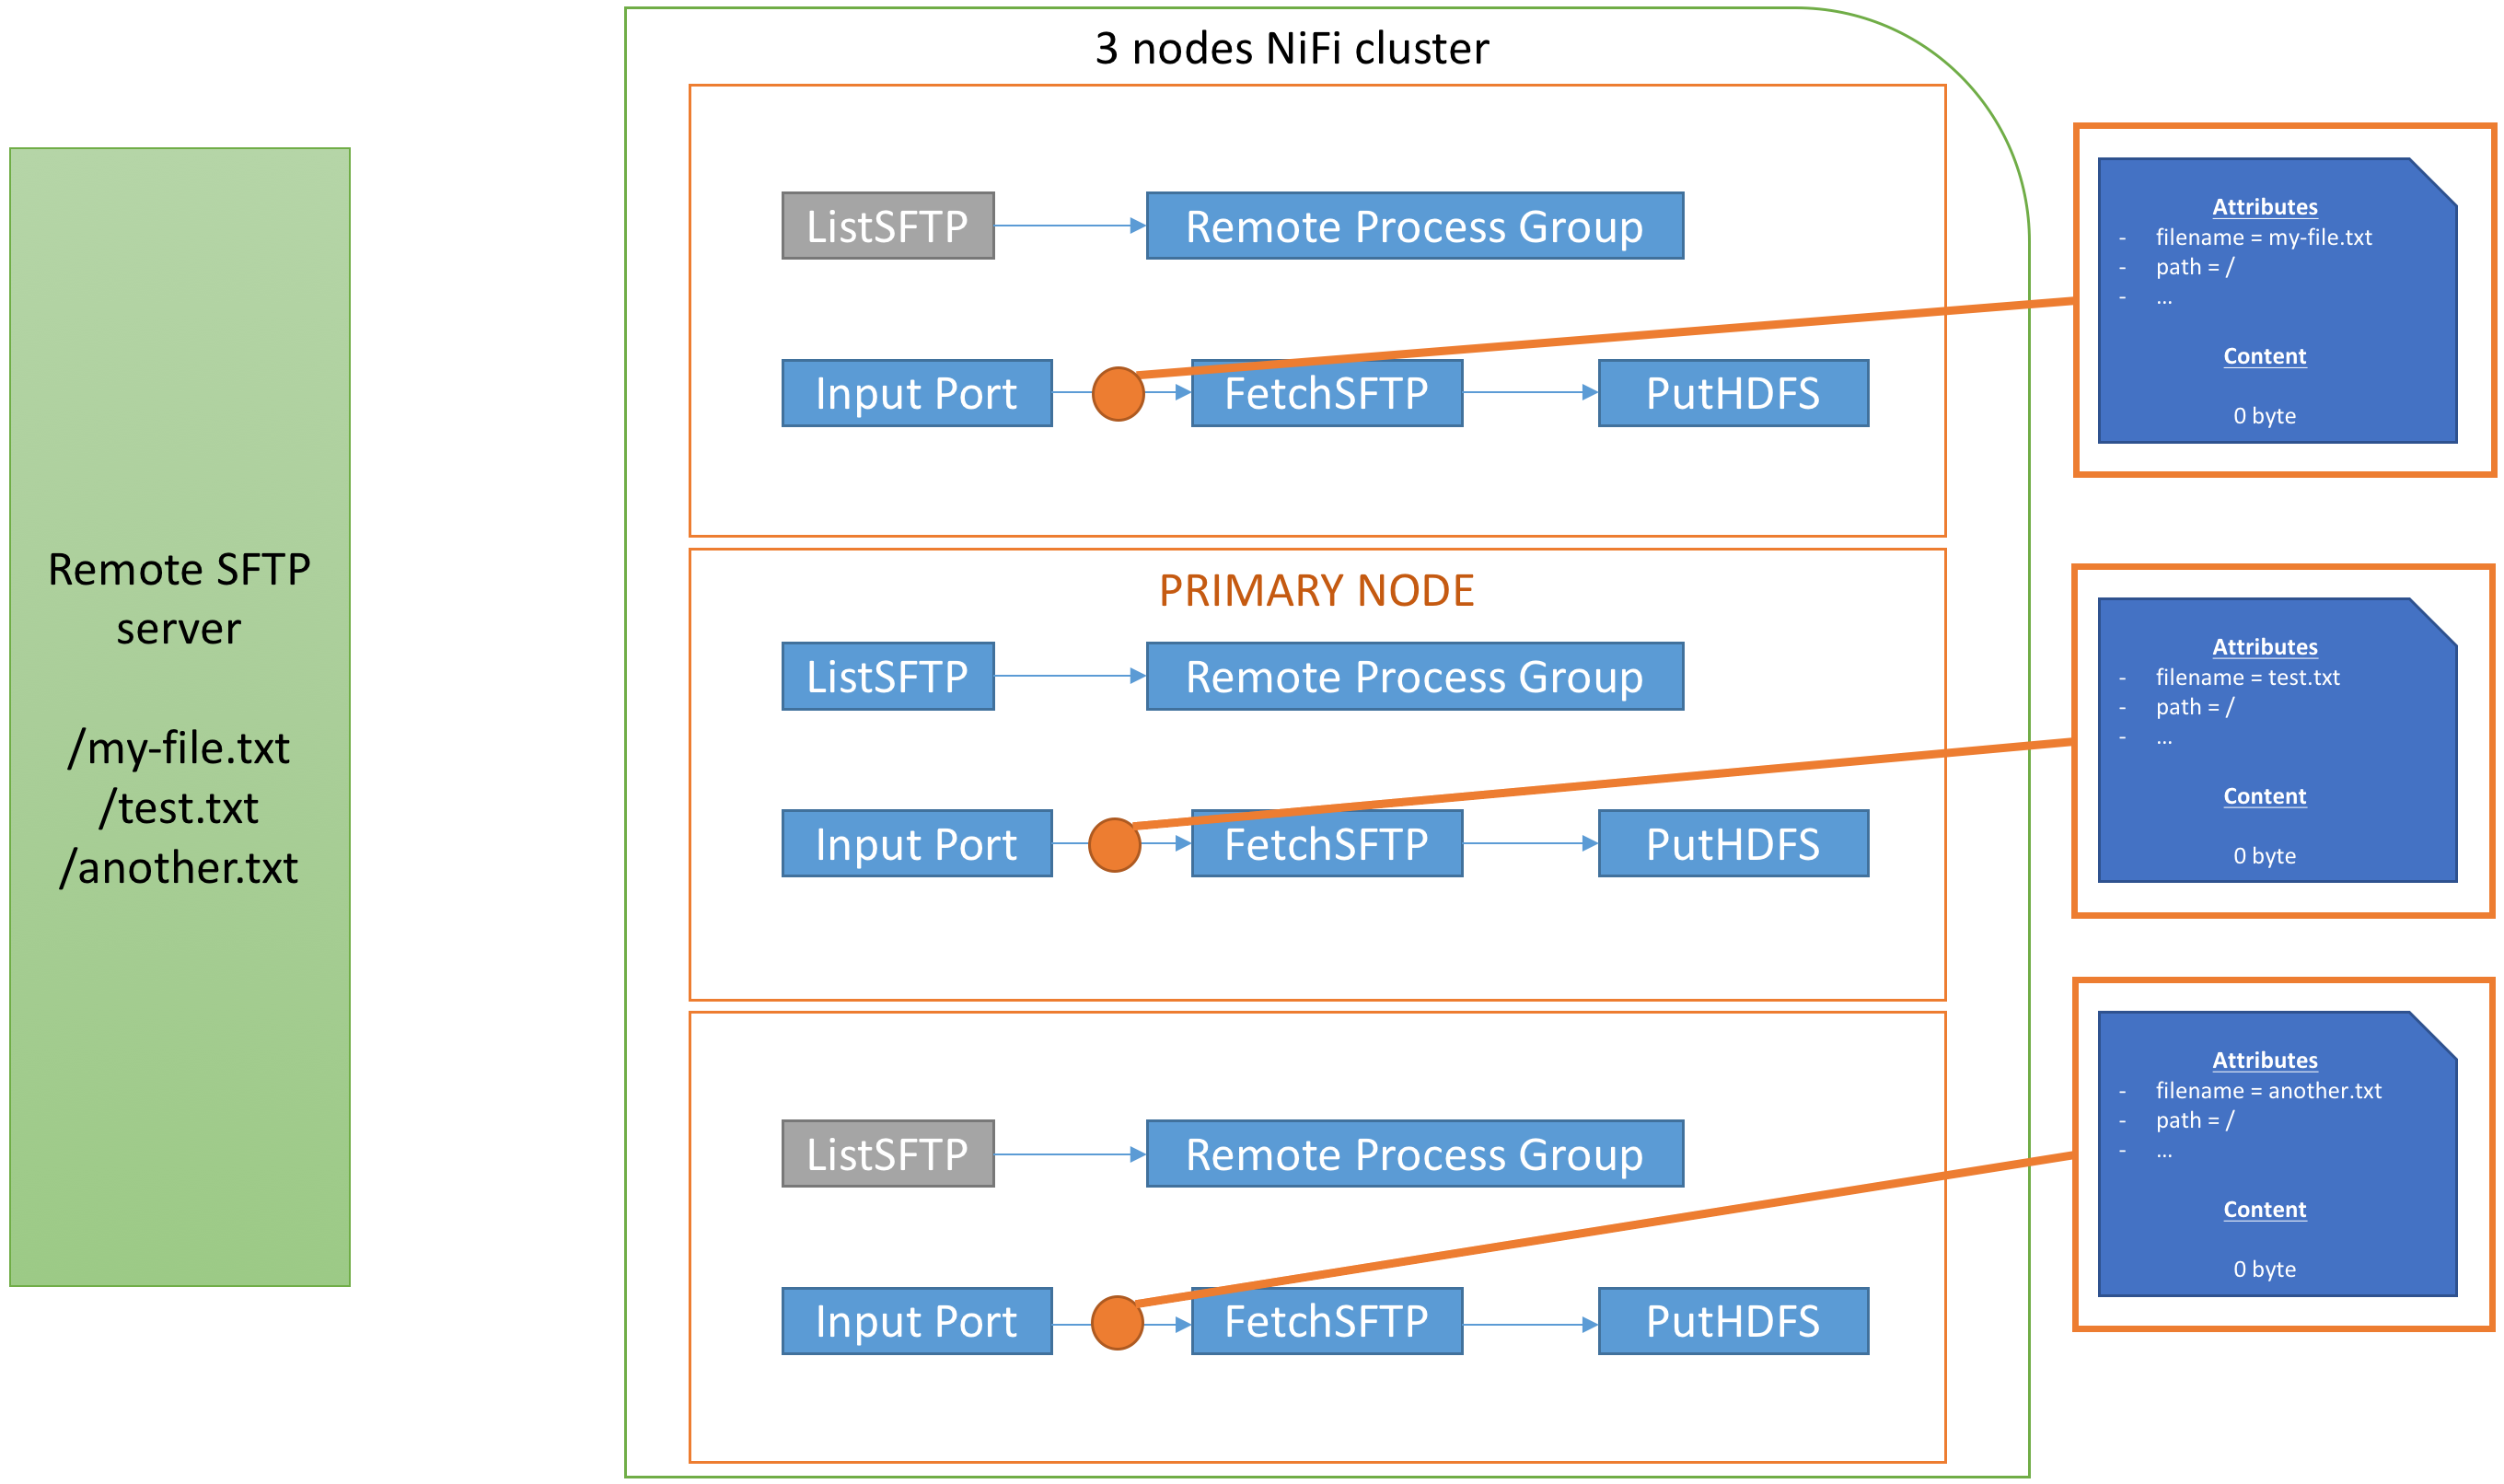 3 nodes NiFi cluster
Remote SFTP
server
/my-file.txt
/test.txt
/another.txt
ListSFTP
Remote Process Group
Input Port
FetchSFTP
PutHDFS
Attributes
- filename = my-file.txt
- path = /
- ...
Content
0 byte
PRIMARY NODE
ListSFTP
Remote Process Group
Input Port
FetchSFTP
PutHDFS
Attributes
- filename = test.txt
- path = /
- ...
Content
0 byte
ListSFTP
Remote Process Group
Input Port
FetchSFTP
PutHDFS
Attributes
- filename = another.txt
- path = /
- ...
Content
0 byte